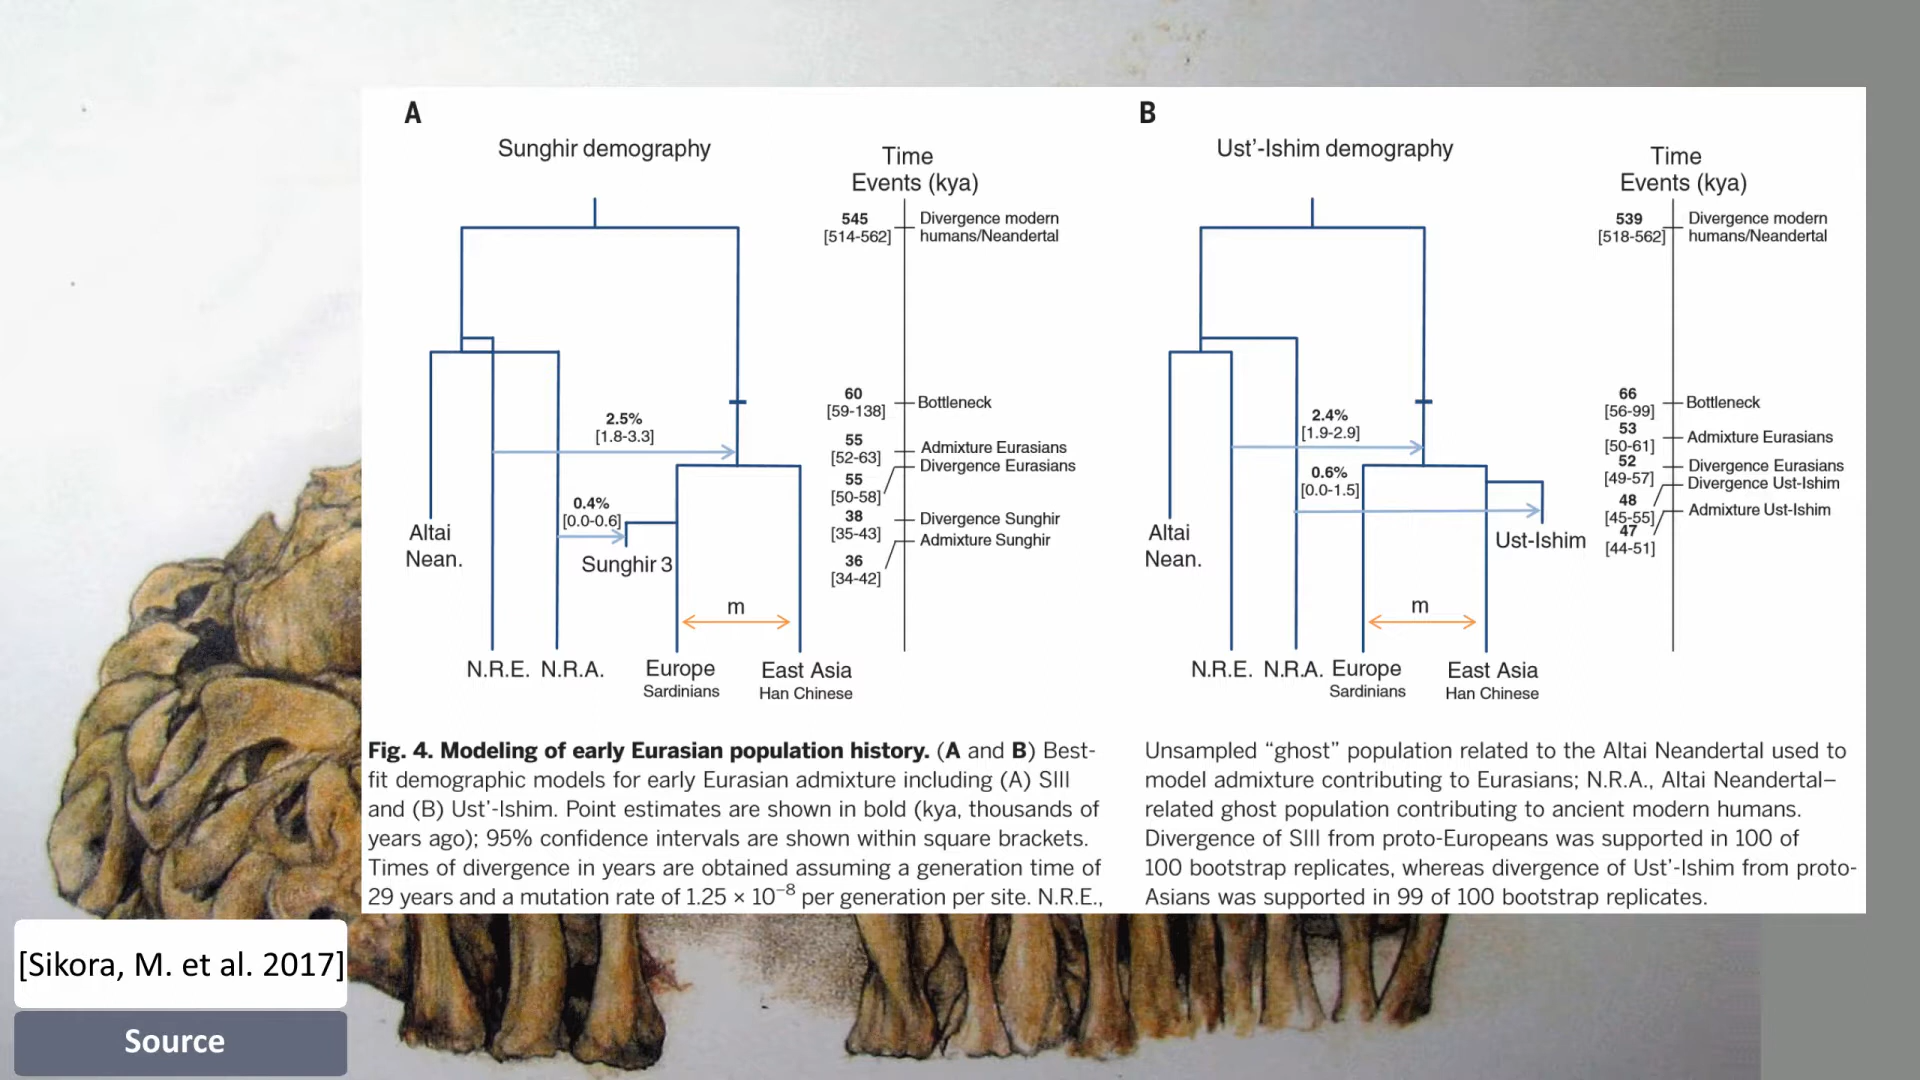 A
Sunghir demography
Time
Events (kya)
545
[514-562]
Divergence modern
humans/Neandertal
60
[59-138]
Bottleneck
2.5%
[1.8-3.3]
55
[52-63]
Admixture Eurasians
Divergence Eurasians
55
[50-58]
0.4%
[0.0-0.6]
38
[35-43]
Divergence Sunghir
Admixture Sunghir
36
[34-42]
Altai
Nean.
Sunghir 3
m
N.R.E.
N.R.A.
Europe
Sardinians
East Asia
Han Chinese
B
Ust'-Ishim demography
Time
Events (kya)
539
[518-562]
Divergence modern
humans/Neandertal
66
[56-99]
Bottleneck
2.4%
[1.9-2.9]
53
[50-61]
Admixture Eurasians
52
[49-57]
Divergence Eurasians
Divergence Ust-Ishim
0.6%
[0.0-1.5]
48
[45-55]
Admixture Ust-Ishim
47
[44-51]
Altai
Nean.
Ust-Ishim
m
N.R.E.
N.R.A.
Europe
Sardinians
East Asia
Han Chinese
Fig. 4. Modeling of early Eurasian population history. (A and B) Best-
fit demographic models for early Eurasian admixture including (A) SIII
and (B) Ust'-Ishim. Point estimates are shown in bold (kya, thousands of
years ago); 95% confidence intervals are shown within square brackets.
Times of divergence in years are obtained assuming a generation time of
29 years and a mutation rate of 1.25 × 10⁻⁸ per generation per site. N.R.E.,
Unsampled “ghost” population related to the Altai Neandertal used to
model admixture contributing to Eurasians; N.R.A., Altai Neandertal–
related ghost population contributing to ancient modern humans.
Divergence of SIII from proto-Europeans was supported in 100 of
100 bootstrap replicates, whereas divergence of Ust'-Ishim from proto-
Asians was supported in 99 of 100 bootstrap replicates.
[Sikora, M. et al. 2017]
Source